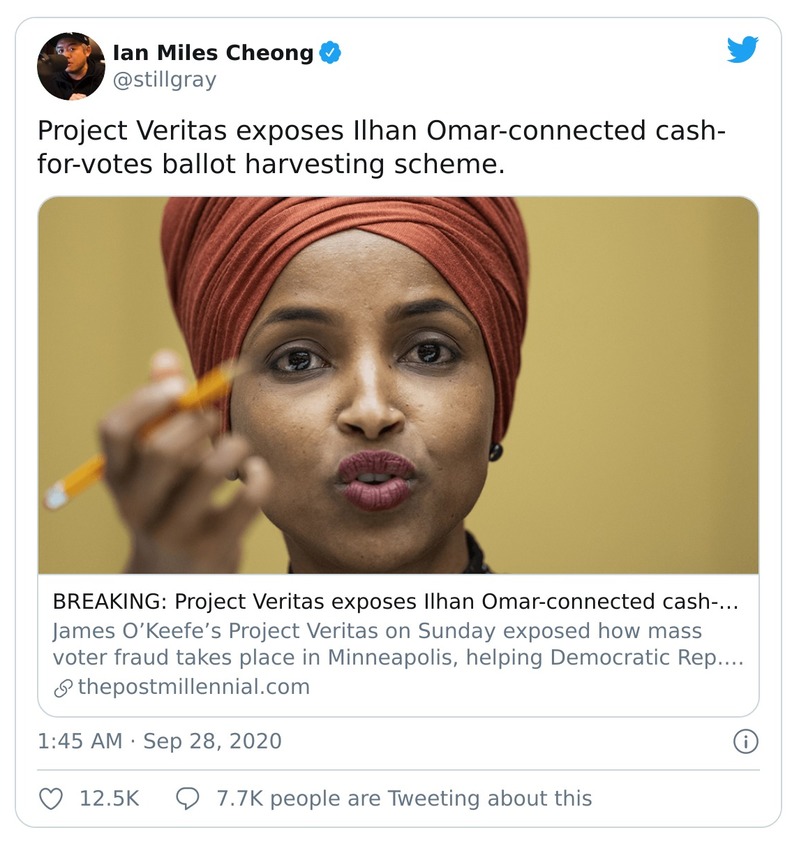 Ian Miles Cheong
@stillgray
Project Veritas exposes Ilhan Omar-connected cash-
for-votes ballot harvesting scheme.
BREAKING: Project Veritas exposes Ilhan Omar-connected cash-…
James O’Keefe’s Project Veritas on Sunday exposed how mass
voter fraud takes place in Minneapolis, helping Democratic Rep.…
thepostmillennial.com
1:45 AM · Sep 28, 2020
12.5K 7.7K people are Tweeting about this